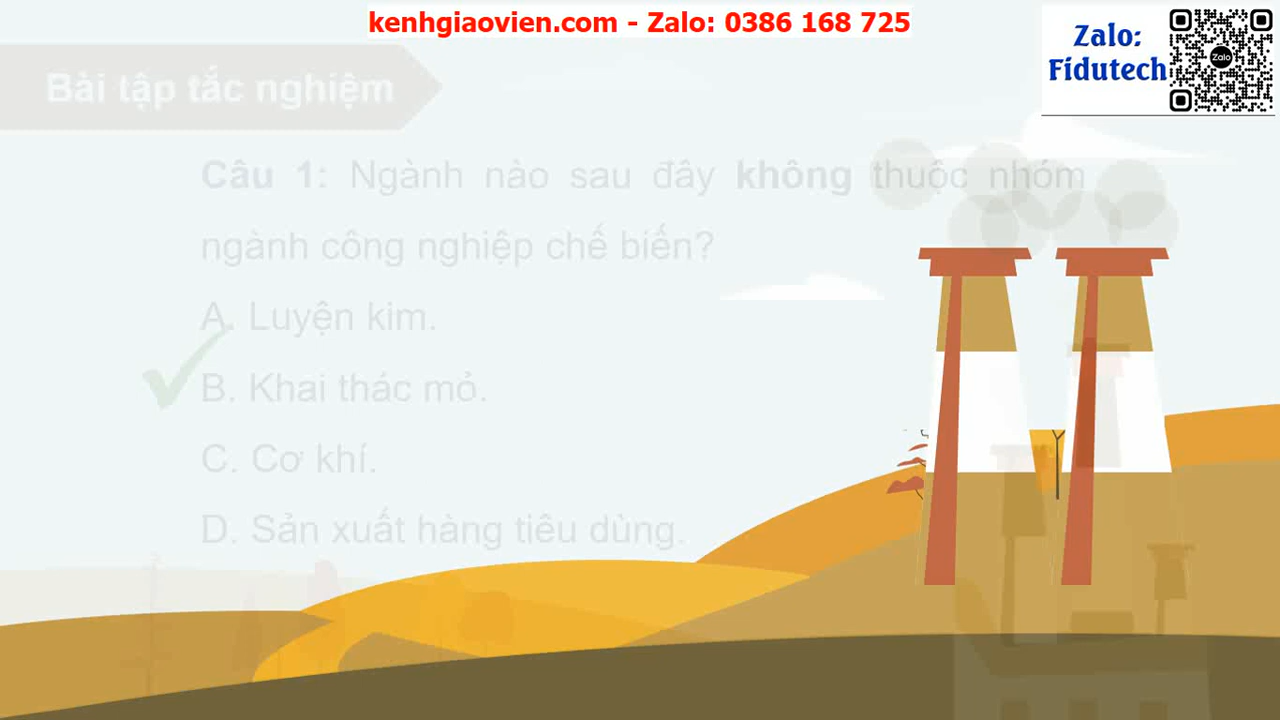 kenhgiaovien.com - Zalo: 0386 168 725
Zalo:
Fidutech
Zalo
Bài tập tắc nghiệm
Câu 1: Ngành nào sau đây không thuộc nhóm
ngành công nghiệp chế biến?
A. Luyện kim.
B. Khai thác mỏ.
C. Cơ khí.
D. Sản xuất hàng tiêu dùng.